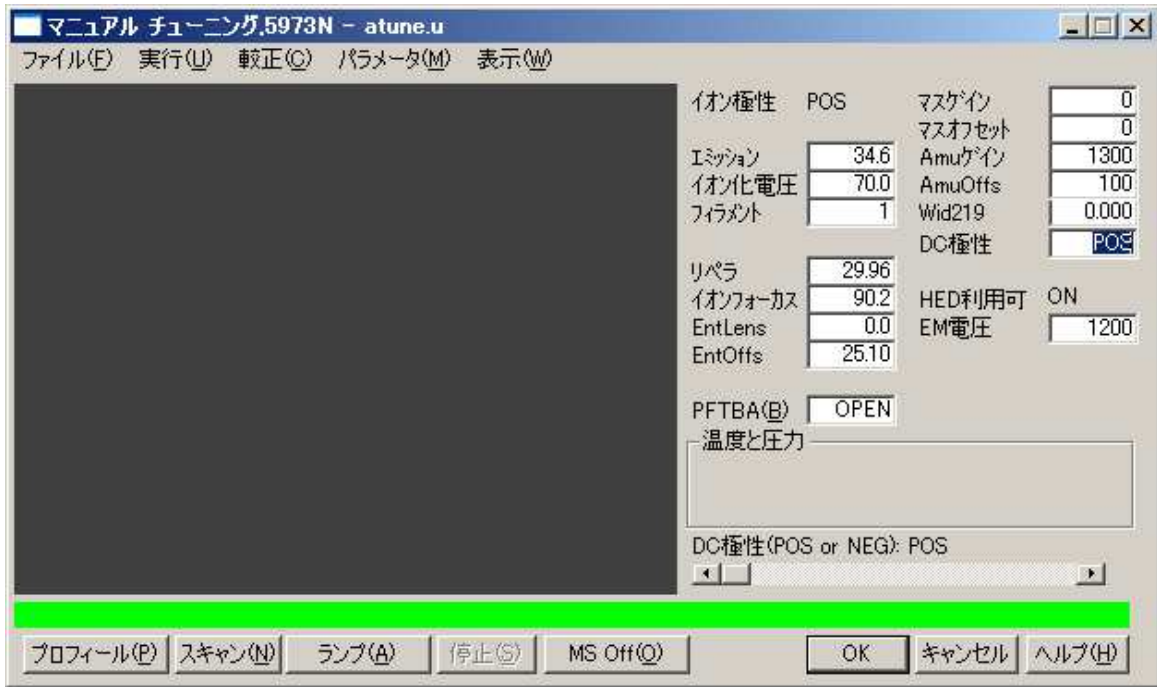 マニュアル チューニング,5973N - atune.u
ファイル(F) 実行(U) 較正(C) パラメータ(M) 表示(W)
イオン極性 POS
エミッション 34.6
イオン化電圧 70.0
フィラメント 1
リペラ 29.96
イオンフォーカス 90.2
EntLens 0.0
EntOffs 25.10
PFTBA(B) OPEN
マスゲイン 0
マスオフセット 0
Amuゲイン 1300
AmuOffs 100
Wid219 0.000
DC極性 POS
HED利用可 ON
EM電圧 1200
温度と圧力
DC極性(POS or NEG): POS
プロフィール(P) スキャン(N) ランプ(A) 停止(S) MS Off(O) OK キャンセル ヘルプ(H)